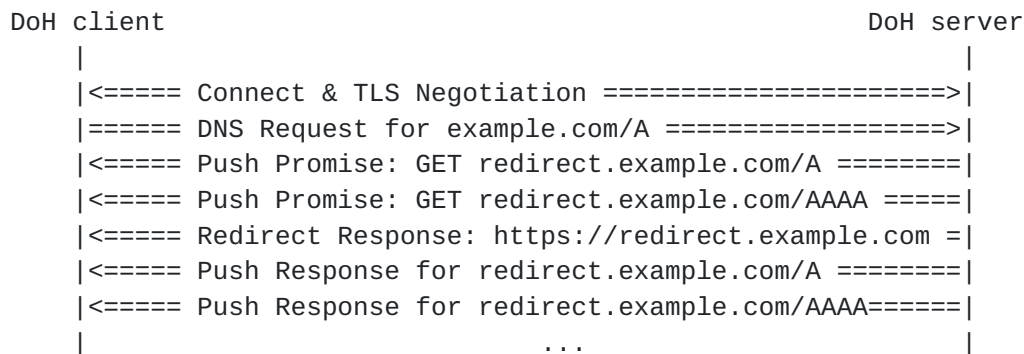 DoH client                                             DoH server
    |                                                        |
    |<===== Connect & TLS Negotiation ======================>|
    |====== DNS Request for example.com/A ==================>|
    |<===== Push Promise: GET redirect.example.com/A ========|
    |<===== Push Promise: GET redirect.example.com/AAAA =====|
    |<===== Redirect Response: https://redirect.example.com =|
    |<===== Push Response for redirect.example.com/A ========|
    |<===== Push Response for redirect.example.com/AAAA======|
    |                             ...                        |